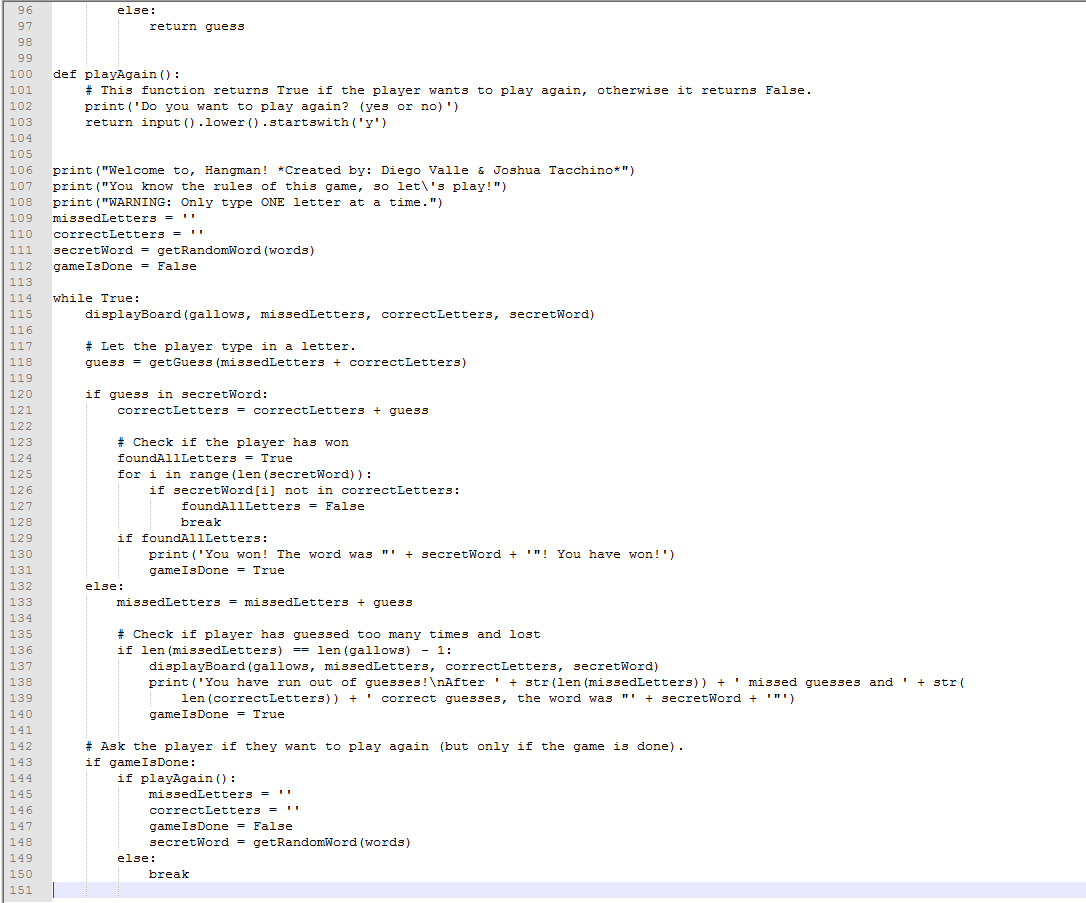 96 else:
97 return guess
98
99
100 def playAgain():
101 # This function returns True if the player wants to play again, otherwise it returns False.
102 print('Do you want to play again? (yes or no)')
103 return input().lower().startswith('y')
104
105
106 print("Welcome to, Hangman! *Created by: Diego Valle & Joshua Tacchino*")
107 print("You know the rules of this game, so let\'s play!")
108 print("WARNING: Only type ONE letter at a time.")
109 missedLetters = ''
110 correctLetters = ''
111 secretWord = getRandomWord(words)
112 gameIsDone = False
113
114 while True:
115 displayBoard(gallows, missedLetters, correctLetters, secretWord)
116
117 # Let the player type in a letter.
118 guess = getGuess(missedLetters + correctLetters)
119
120 if guess in secretWord:
121 correctLetters = correctLetters + guess
122
123 # Check if the player has won
124 foundAllLetters = True
125 for i in range(len(secretWord)):
126 if secretWord[i] not in correctLetters:
127 foundAllLetters = False
128 break
129 if foundAllLetters:
130 print('You won! The word was "' + secretWord + '"! You have won!')
131 gameIsDone = True
132 else:
133 missedLetters = missedLetters + guess
134
135 # Check if player has guessed too many times and lost
136 if len(missedLetters) == len(gallows) - 1:
137 displayBoard(gallows, missedLetters, correctLetters, secretWord)
138 print('You have run out of guesses!\nAfter ' + str(len(missedLetters)) + ' missed guesses and ' + str(
139 len(correctLetters)) + ' correct guesses, the word was "' + secretWord + '"')
140 gameIsDone = True
141
142 # Ask the player if they want to play again (but only if the game is done).
143 if gameIsDone:
144 if playAgain():
145 missedLetters = ''
146 correctLetters = ''
147 gameIsDone = False
148 secretWord = getRandomWord(words)
149 else:
150 break
151